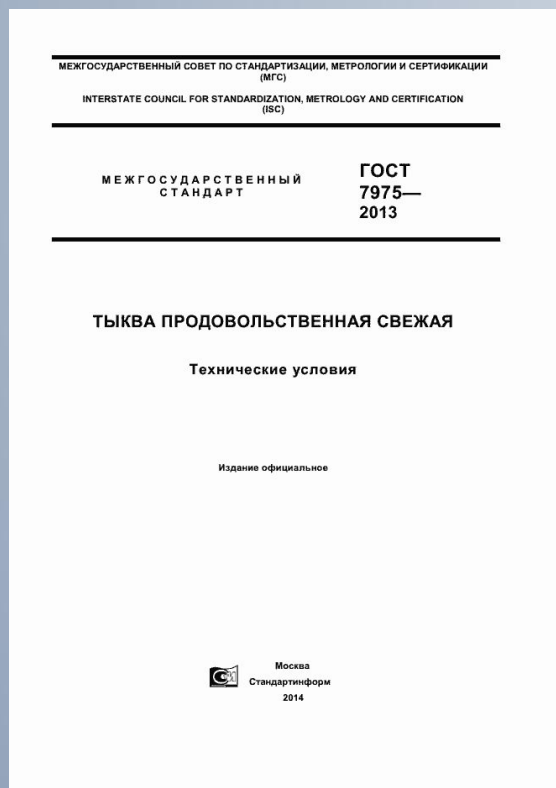 МЕЖГОСУДАРСТВЕННЫЙ СОВЕТ ПО СТАНДАРТИЗАЦИИ, МЕТРОЛОГИИ И СЕРТИФИКАЦИИ
(МГС)
INTERSTATE COUNCIL FOR STANDARDIZATION, METROLOGY AND CERTIFICATION
(ISC)
МЕЖГОСУДАРСТВЕННЫЙ
СТАНДАРТ
ГОСТ
7975—
2013
ТЫКВА ПРОДОВОЛЬСТВЕННАЯ СВЕЖАЯ
Технические условия
Издание официальное
Москва
Стандартинформ
2014